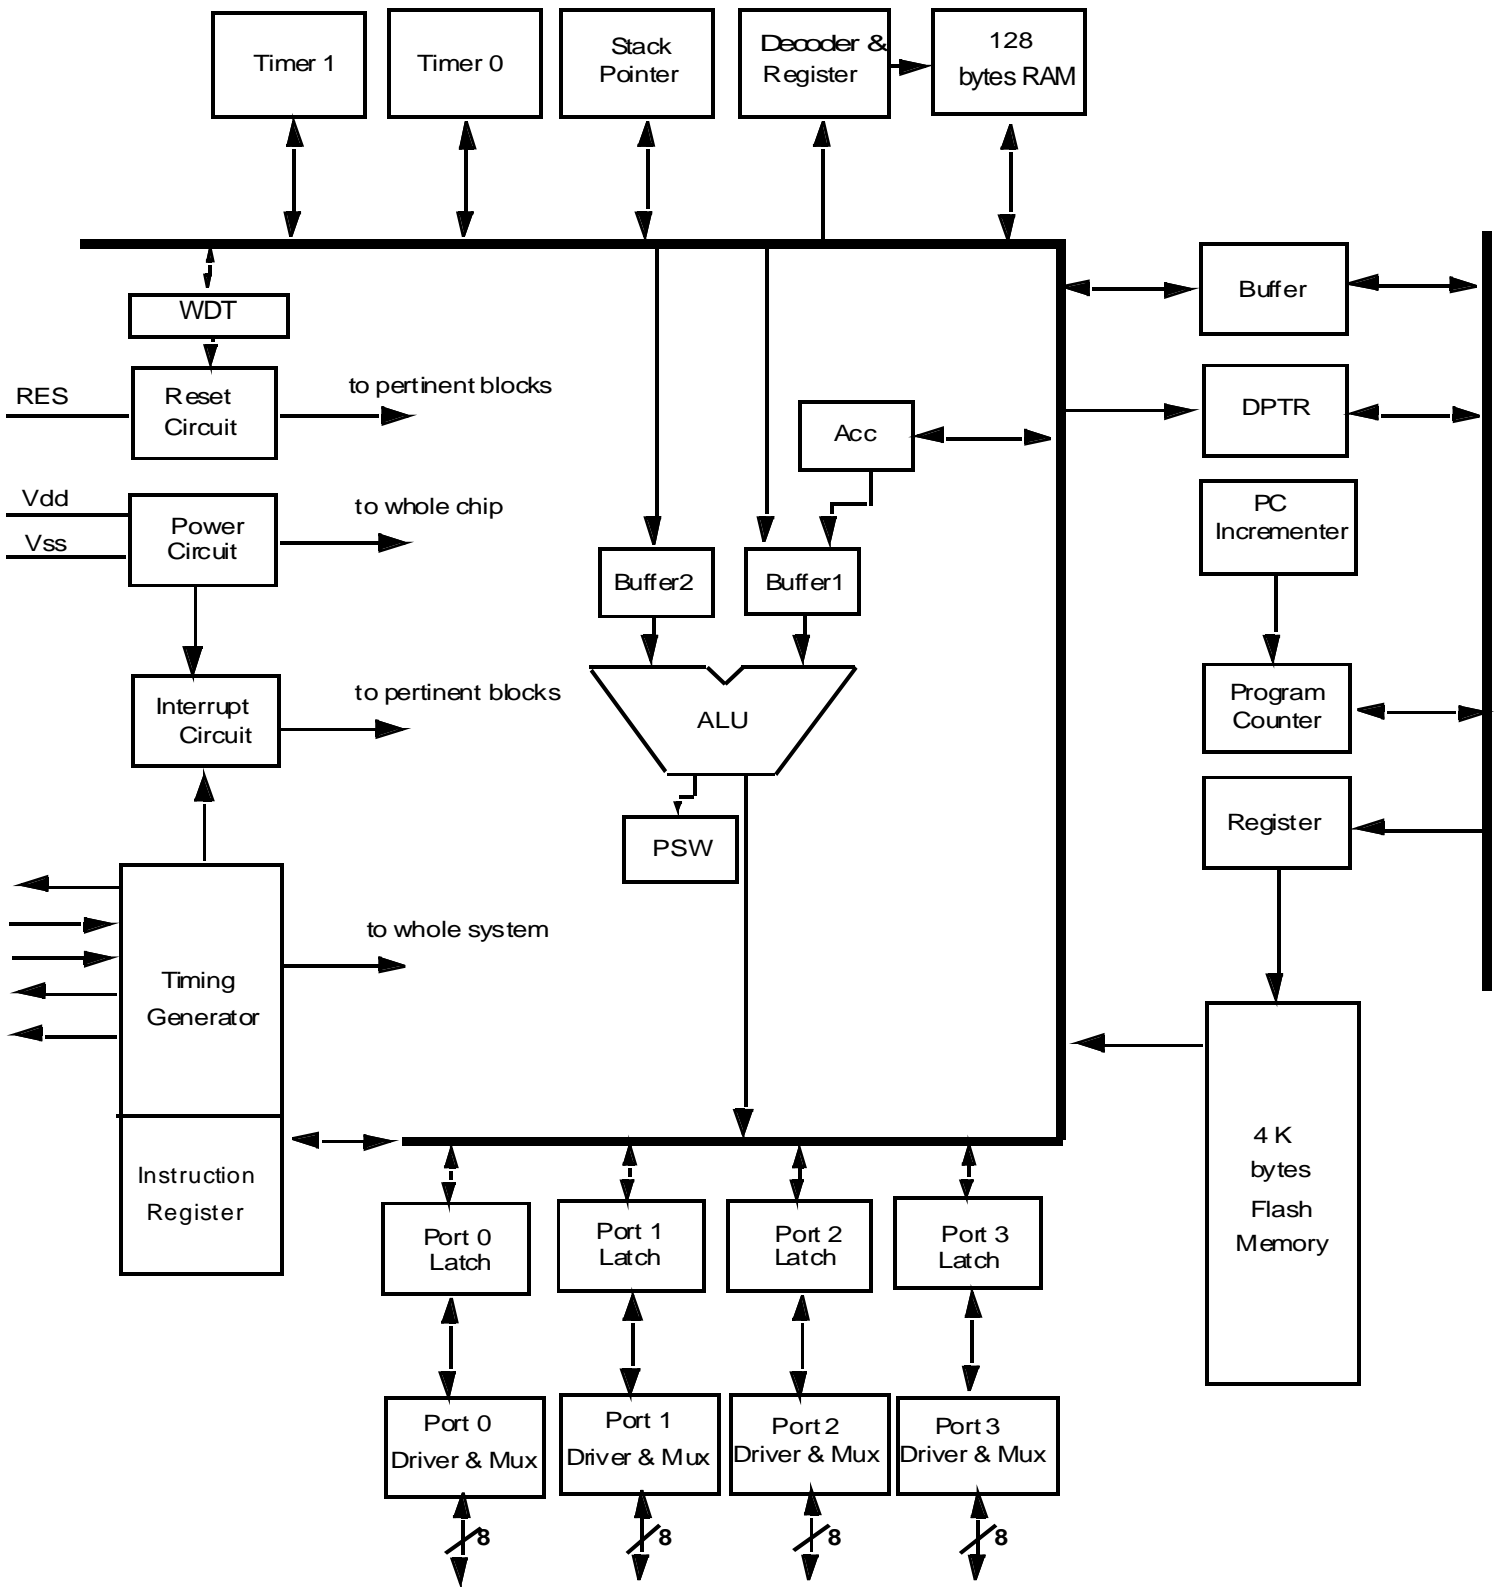 Timer 1
Timer 0
Stack
Pointer
Decoder &
Register
128
bytes RAM
WDT
Buffer
RES
Reset
Circuit
to pertinent blocks
DPTR
Acc
Vdd
Vss
Power
Circuit
to whole chip
PC
Incrementer
Buffer2
Buffer1
Interrupt
Circuit
to pertinent blocks
ALU
Program
Counter
PSW
Register
to whole system
Timing
Generator
Instruction
Register
4 K
bytes
Flash
Memory
Port 0
Latch
Port 1
Latch
Port 2
Latch
Port 3
Latch
Port 0
Driver & Mux
Port 1
Driver & Mux
Port 2
Driver & Mux
Port 3
Driver & Mux
8
8
8
8